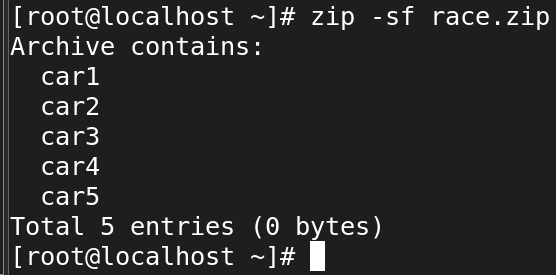 [root@localhost ~]# zip -sf race.zip
Archive contains:
  car1
  car2
  car3
  car4
  car5
Total 5 entries (0 bytes)
[root@localhost ~]#